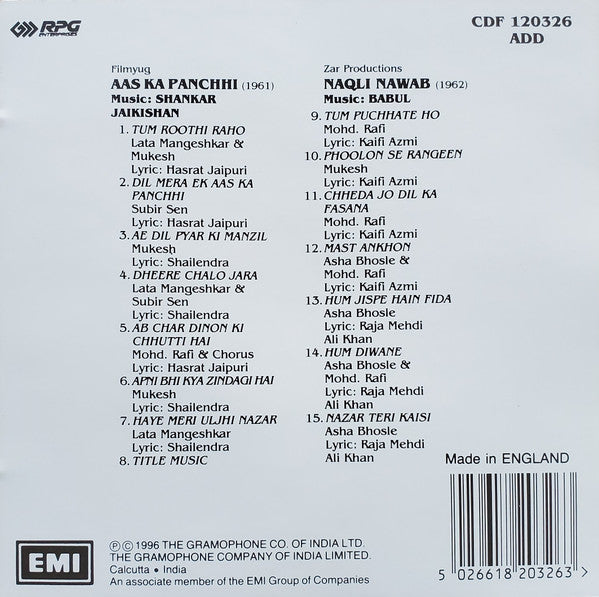 RPG
ENTERPRISES
CDF 120326
ADD
Filmyug
AAS KA PANCHHI (1961)
Music: SHANKAR
JAIKISHAN
1. TUM ROOTHI RAHO
Lata Mangeshkar &
Mukesh
Lyric: Hasrat Jaipuri
2. DIL MERA EK AAS KA
PANCHHI
Subir Sen
Lyric: Hasrat Jaipuri
3. AE DIL PYAR KI MANZIL
Mukesh
Lyric: Shailendra
4. DHEERE CHALO JARA
Lata Mangeshkar &
Subir Sen
Lyric: Shailendra
5. AB CHAR DINON KI
CHHUTTI HAI
Mohd. Rafi & Chorus
Lyric: Hasrat Jaipuri
6. APNI BHI KYA ZINDAGI HAI
Mukesh
Lyric: Shailendra
7. HAYE MERI ULJHI NAZAR
Lata Mangeshkar
Lyric: Shailendra
8. TITLE MUSIC
Zar Productions
NAQLI NAWAB (1962)
Music: BABUL
9. TUM PUCHHATE HO
Mohd. Rafi
Lyric: Kaifi Azmi
10. PHOOLON SE RANGEEN
Mukesh
Lyric: Kaifi Azmi
11. CHHEDA JO DIL KA
FASANA
Mohd. Rafi
Lyric: Kaifi Azmi
12. MAST ANKHON
Asha Bhosle &
Mohd. Rafi
Lyric: Kaifi Azmi
13. HUM JISPE HAIN FIDA
Asha Bhosle
Lyric: Raja Mehdi
Ali Khan
14. HUM DIWANE
Asha Bhosle &
Mohd. Rafi
Lyric: Raja Mehdi
Ali Khan
15. NAZAR TERI KAISI
Asha Bhosle
Lyric: Raja Mehdi
Ali Khan
Made in ENGLAND
5 026618 203263 >
EMI
℗ © 1996 THE GRAMOPHONE CO. OF INDIA LTD.
THE GRAMOPHONE COMPANY OF INDIA LIMITED.
Calcutta • India
An associate member of the EMI Group of Companies